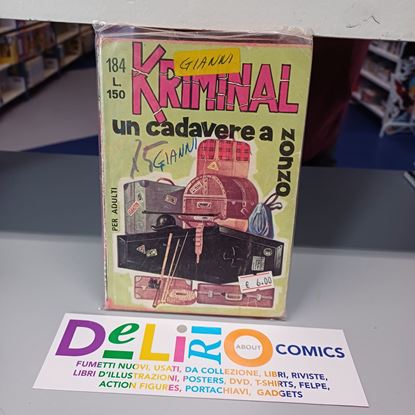 184
L.
150
GIANNI
KRIMINAL
un cadavere a
zonzo
GIANNI
PER ADULTI
€ 6.00
DeLiRiO
ABOUT
COMICS
FUMETTI NUOVI, USATI, DA COLLEZIONE, LIBRI, RIVISTE,
LIBRI D'ILLUSTRAZIONI, POSTERS, DVD, T-SHIRTS, FELPE,
ACTION FIGURES, PORTACHIAVI, GADGETS